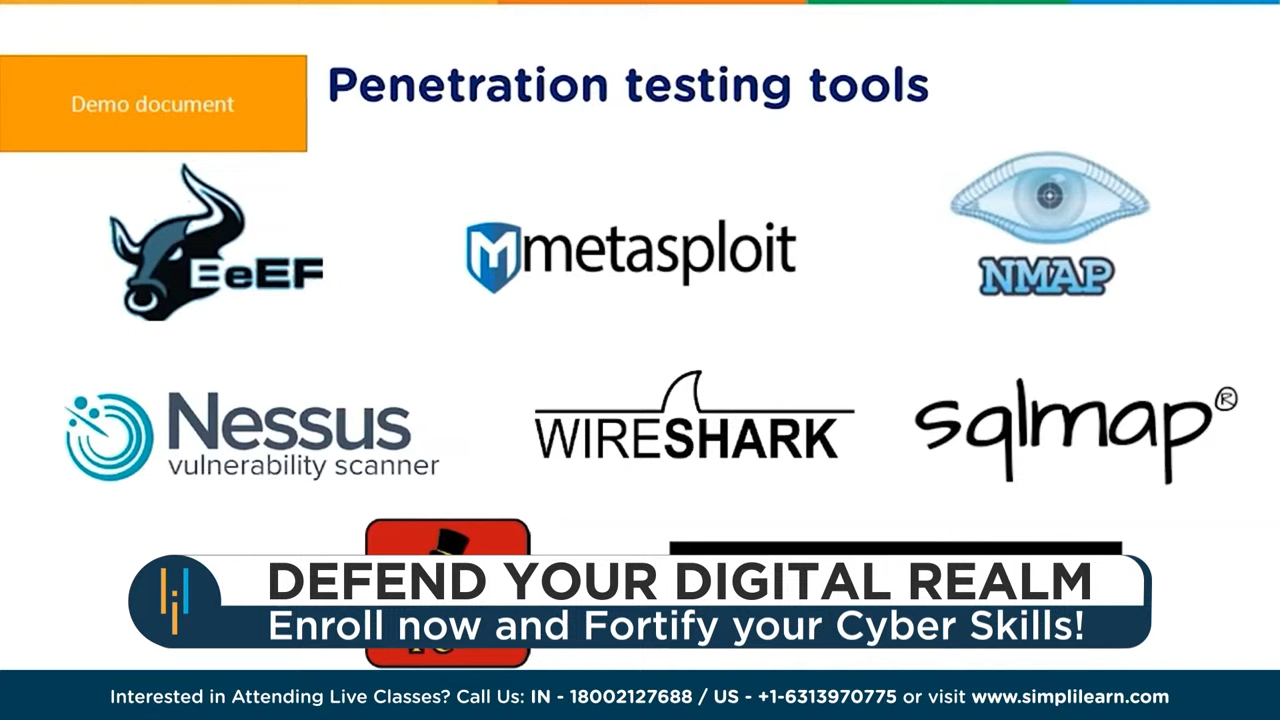 Demo document
Penetration testing tools
BeEF
metasploit
NMAP
Nessus
vulnerability scanner
WIRESHARK
sqlmap®
DEFEND YOUR DIGITAL REALM
Enroll now and Fortify your Cyber Skills!
Interested in Attending Live Classes? Call Us: IN - 18002127688 / US - +1-6313970775 or visit www.simplilearn.com